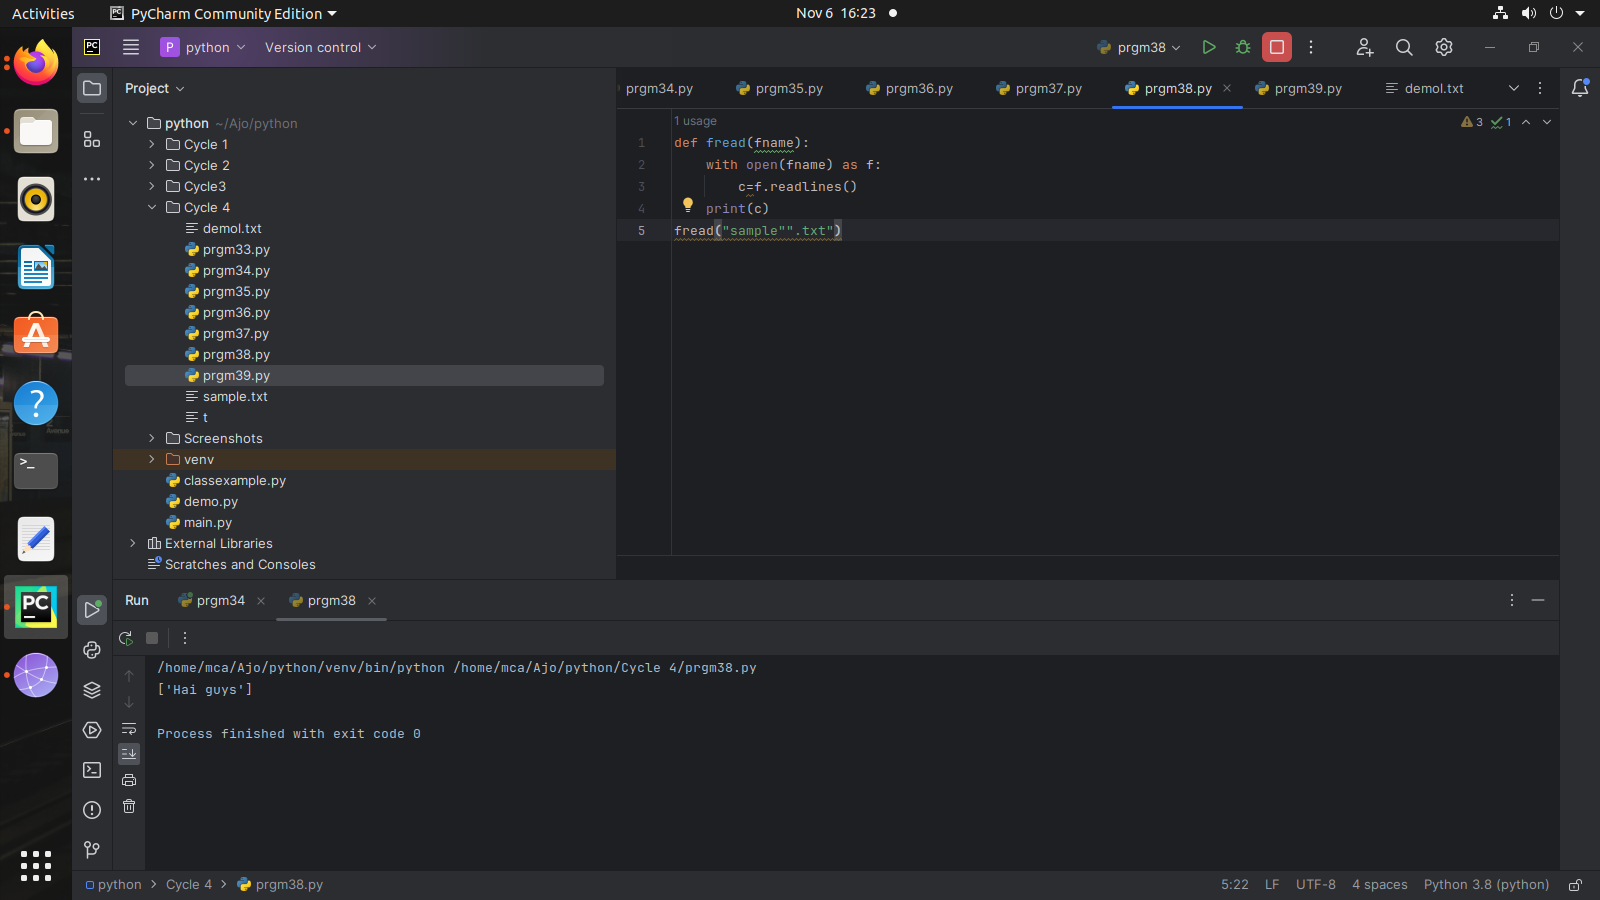 Activities
PyCharm Community Edition
Nov 6 16:23
PC
P python
Version control
prgm38
Project
prgm34.py
prgm35.py
prgm36.py
prgm37.py
prgm38.py
prgm39.py
demol.txt
python ~/Ajo/python
Cycle 1
Cycle 2
Cycle3
Cycle 4
demol.txt
prgm33.py
prgm34.py
prgm35.py
prgm36.py
prgm37.py
prgm38.py
prgm39.py
sample.txt
t
Screenshots
venv
classexample.py
demo.py
main.py
External Libraries
Scratches and Consoles
1 usage
3 1
1 def fread(fname):
2 with open(fname) as f:
3 c=f.readlines()
4 print(c)
5 fread("sample"".txt")
PC
Run
prgm34
prgm38
/home/mca/Ajo/python/venv/bin/python /home/mca/Ajo/python/Cycle 4/prgm38.py
['Hai guys']
Process finished with exit code 0
python > Cycle 4 > prgm38.py
5:22 LF UTF-8 4 spaces Python 3.8 (python)